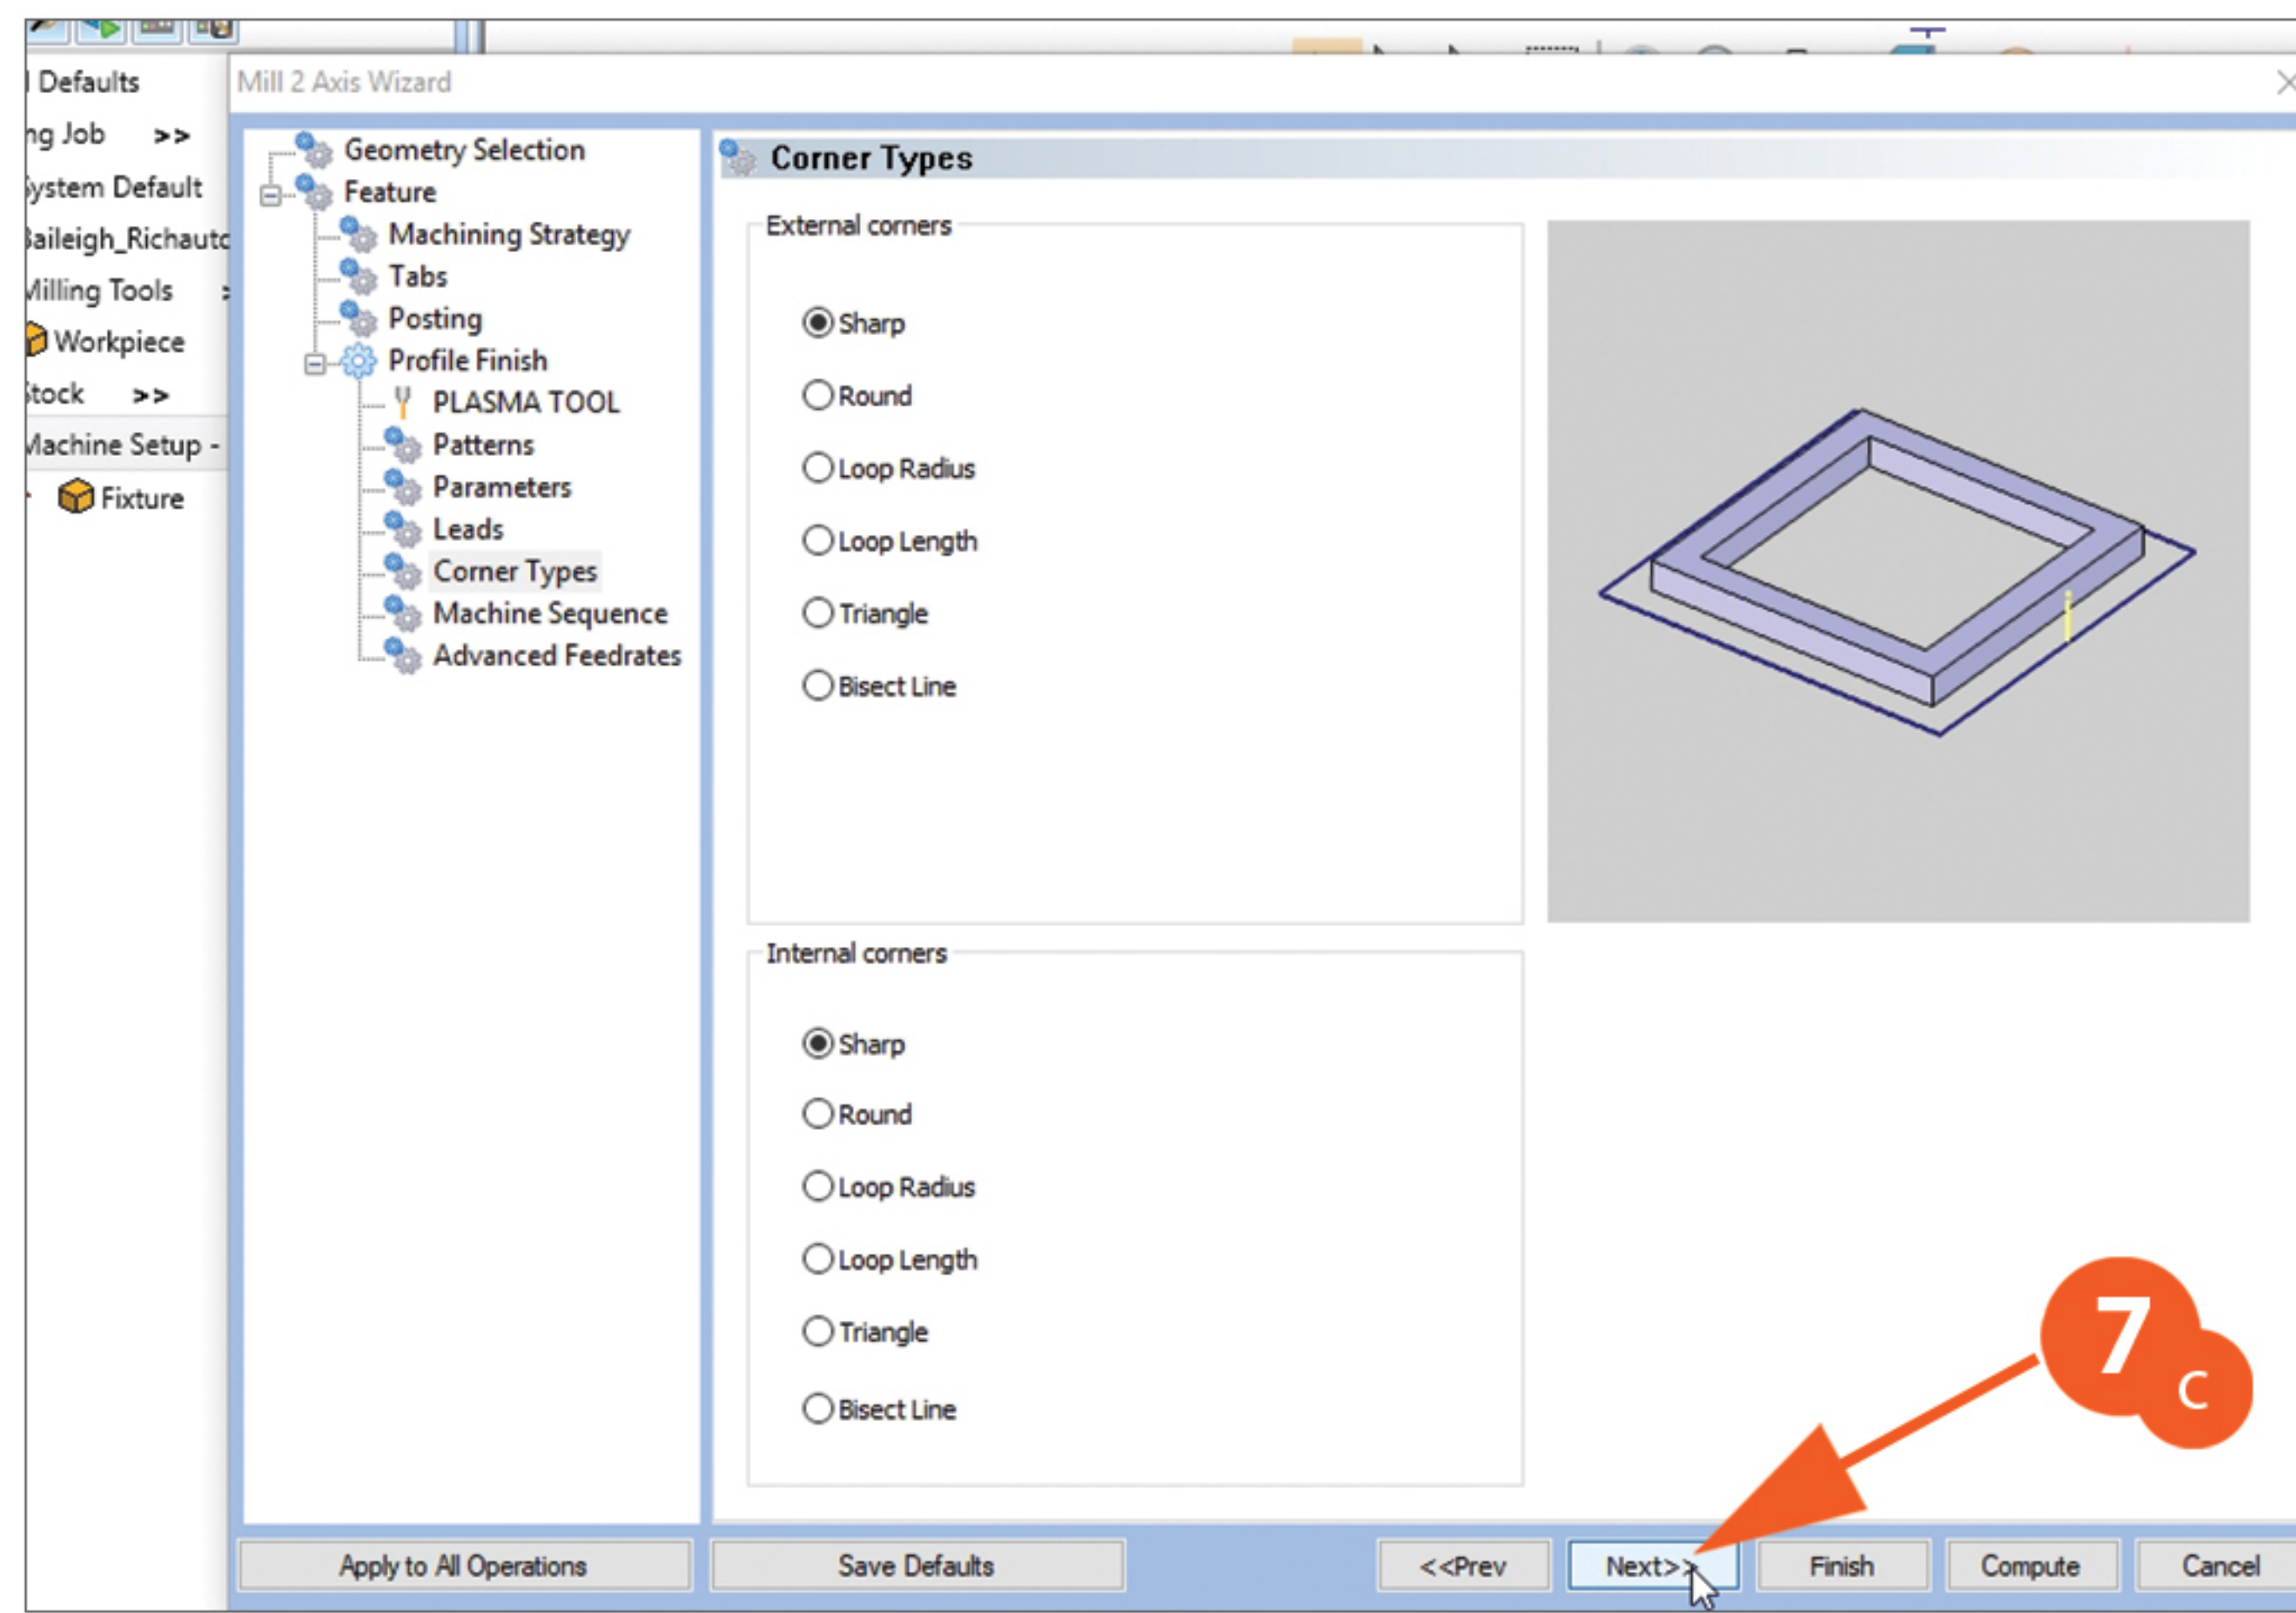 l Defaults
ng Job >>
System Default
Baileigh_Richauto
Milling Tools
Workpiece
Stock >>
Machine Setup -
Fixture
Mill 2 Axis Wizard
Geometry Selection
Feature
Machining Strategy
Tabs
Posting
Profile Finish
PLASMA TOOL
Patterns
Parameters
Leads
Corner Types
Machine Sequence
Advanced Feedrates
Corner Types
External corners
Sharp
Round
Loop Radius
Loop Length
Triangle
Bisect Line
Internal corners
Sharp
Round
Loop Radius
Loop Length
Triangle
Bisect Line
7
C
Apply to All Operations
Save Defaults
<<Prev
Next>>
Finish
Compute
Cancel